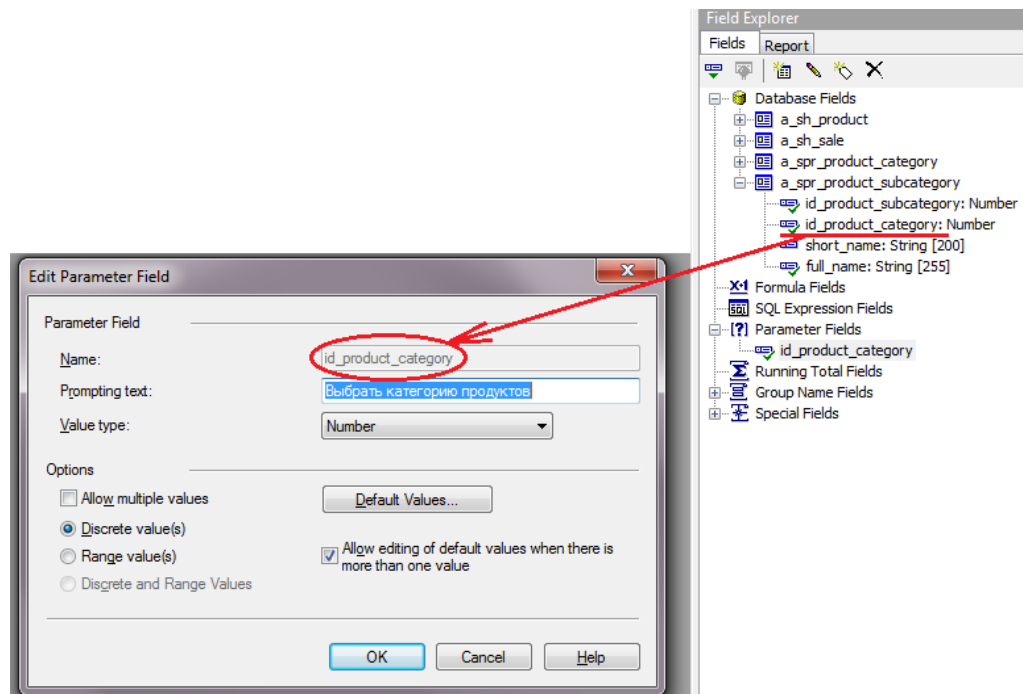 Field Explorer
Fields Report
Database Fields
a_sh_product
a_sh_sale
a_spr_product_category
a_spr_product_subcategory
id_product_subcategory: Number
id_product_category: Number
short_name: String [200]
full_name: String [255]
Formula Fields
SQL Expression Fields
Parameter Fields
id_product_category
Running Total Fields
Group Name Fields
Special Fields
Edit Parameter Field
Parameter Field
Name: id_product_category
Prompting text: Выбрать категорию продуктов
Value type: Number
Options
Allow multiple values Default Values...
Discrete value(s)
Range value(s) Allow editing of default values when there is
more than one value
Discrete and Range Values
OK Cancel Help